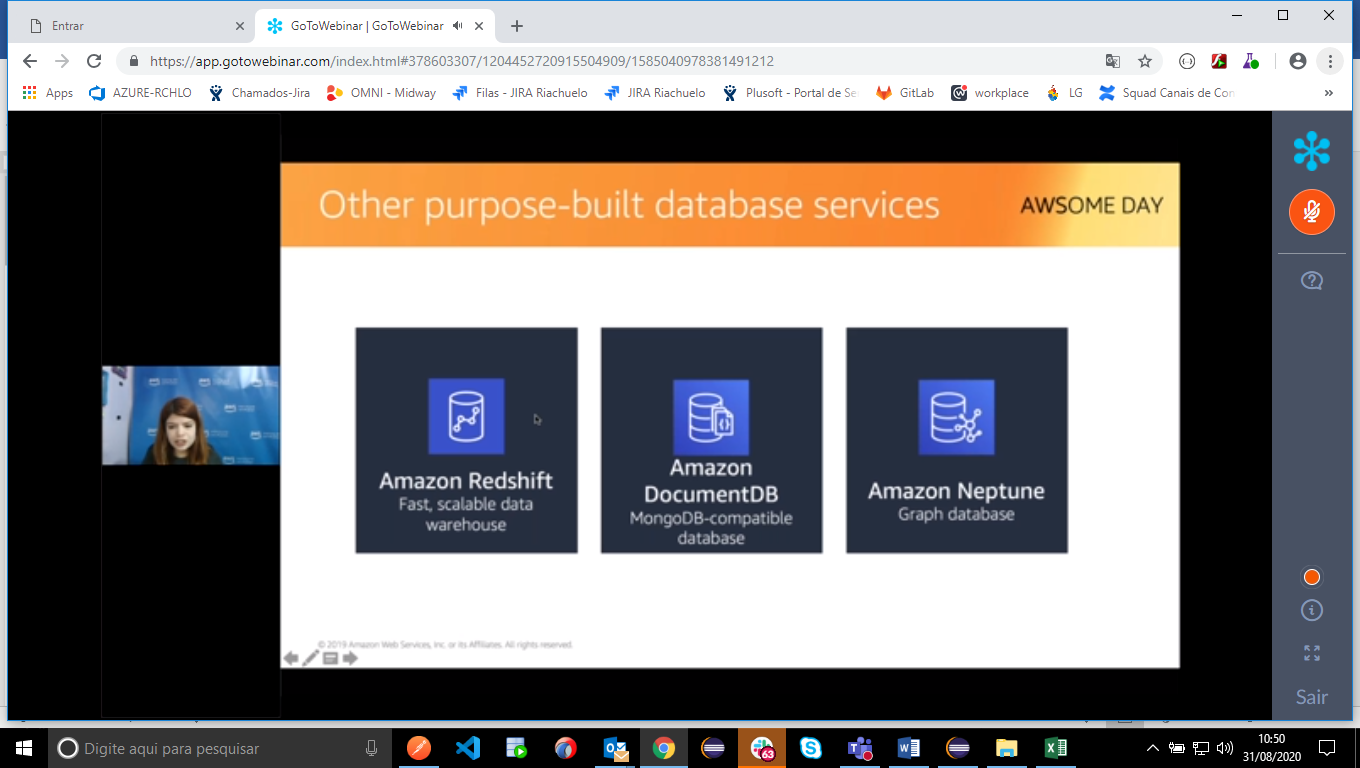 Entrar
GoToWebinar | GoToWebinar
https://app.gotowebinar.com/index.html#378603307/1204452720915504909/1585040978381491212
Apps
AZURE-RCHLO
Chamados-Jira
OMNI - Midway
Filas - JIRA Riachuelo
JIRA Riachuelo
Plusoft - Portal de Se
GitLab
workplace
LG
Squad Canais de Con
»
Other purpose-built database services
AWSOME DAY
Amazon Redshift
Fast, scalable data
warehouse
Amazon
DocumentDB
MongoDB-compatible
database
Amazon Neptune
Graph database
© 2019 Amazon Web Services, Inc. or its Affiliates. All rights reserved.
Sair
Digite aqui para pesquisar
63
10:50
31/08/2020